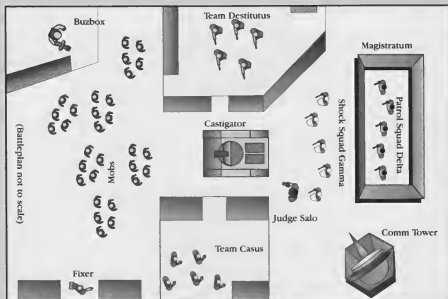 Buzbox
Team Destitutus
Magistratum
Shock Squad Gamma
Patrol Squad Delta
Castigator
(Battleplan not to scale)
Mobs
Judge Salo
Team Casus
Comm Tower
Fixer